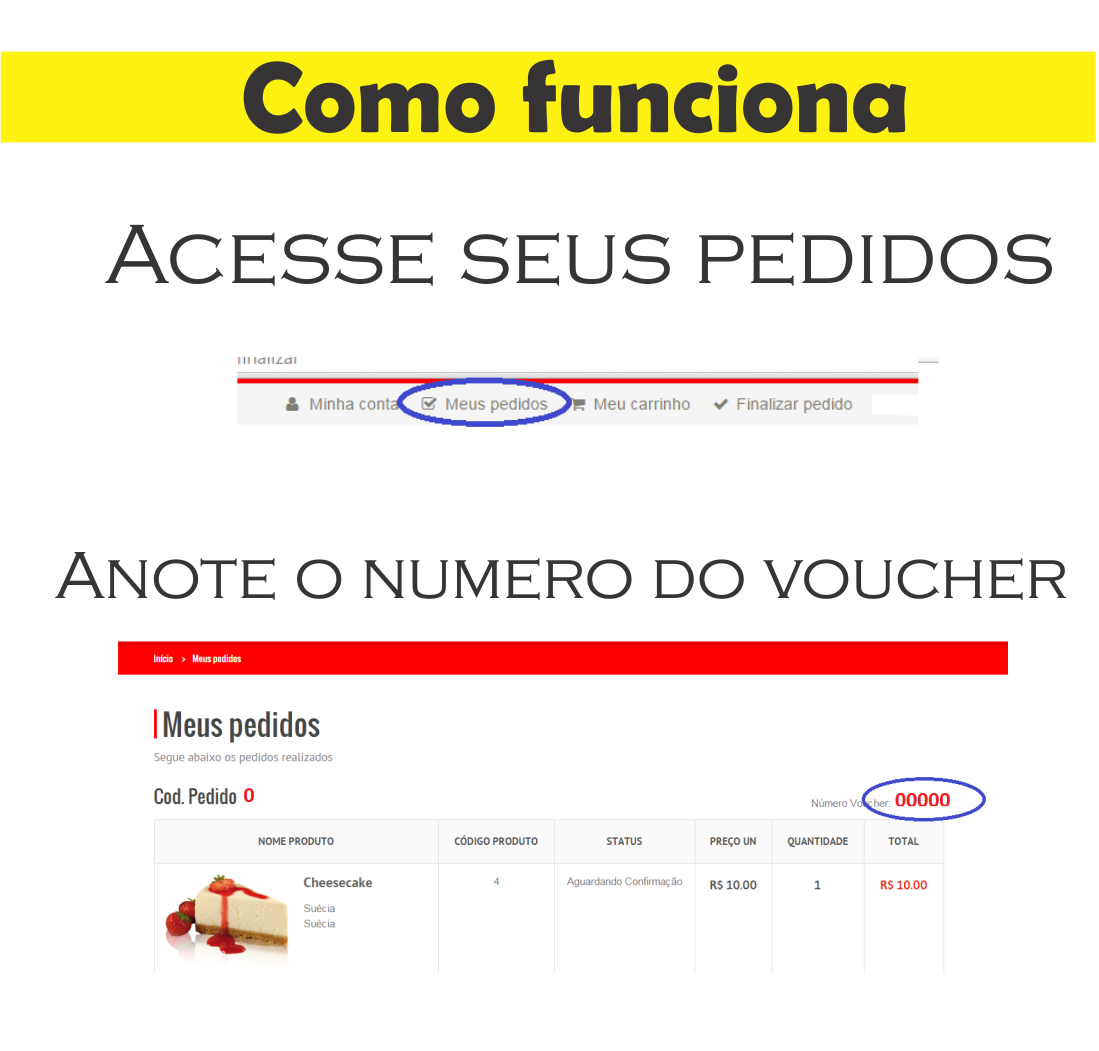 Como funciona
ACESSE SEUS PEDIDOS
finalizar
Minha conta Meus pedidos Meu carrinho Finalizar pedido
ANOTE O NUMERO DO VOUCHER
Início > Meus pedidos
Meus pedidos
Segue abaixo os pedidos realizados
Cod. Pedido 0 Número Voucher: 00000
NOME PRODUTO CÓDIGO PRODUTO STATUS PREÇO UN QUANTIDADE TOTAL
Cheesecake 4 Aguardando Confirmação R$ 10.00 1 R$ 10.00
Suécia
Suécia